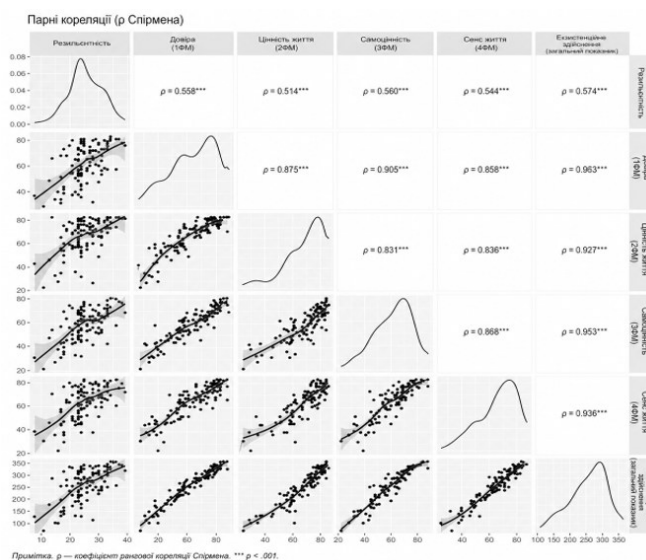 Парні кореляції (ρ Спірмена)
Резильєнтність
Довіра
(1ФМ)
Цінність життя
(2ФМ)
Самоцінність
(3ФМ)
Сенс життя
(4ФМ)
Екзистенційне
здійснення
(загальний показник)
0.08
0.06
0.04
0.02
0.00
ρ = 0.558***
ρ = 0.514***
ρ = 0.560***
ρ = 0.544***
ρ = 0.574***
Резильєнтність
80
60
40
ρ = 0.875***
ρ = 0.905***
ρ = 0.858***
ρ = 0.963***
(1ФМ)
80
60
40
20
ρ = 0.831***
ρ = 0.836***
ρ = 0.927***
Цінність життя
(2ФМ)
80
60
40
20
ρ = 0.868***
ρ = 0.953***
Самоцінність
(3ФМ)
80
60
40
20
ρ = 0.936***
Сенс життя
(4ФМ)
350
300
250
200
150
100
здійснення
(загальний показник)
10 20 30 40 40 60 80 40 60 80 20 40 60 80 40 60 80 100 150 200 250 300 350
Примітка. ρ — коефіцієнт рангової кореляції Спірмена. *** p < .001.